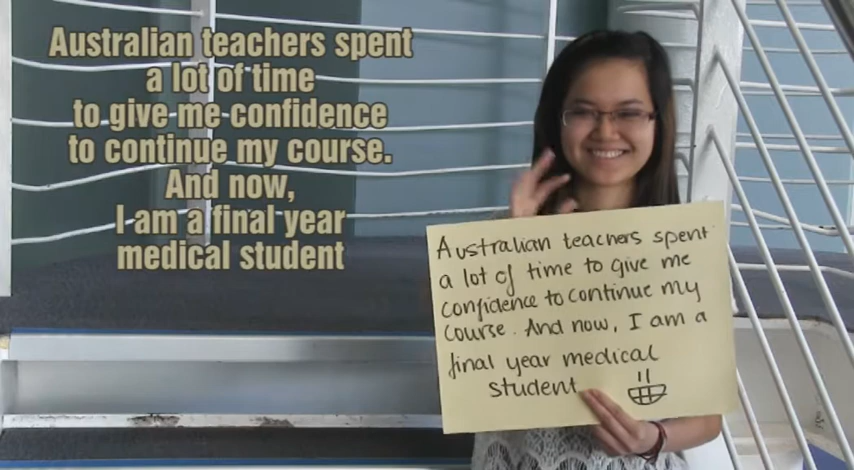 Australian teachers spent
a lot of time
to give me confidence
to continue my course.
And now,
I am a final year
medical student
Australian teachers spent
a lot of time to give me
confidence to continue my
course. And now, I am a
final year medical
student